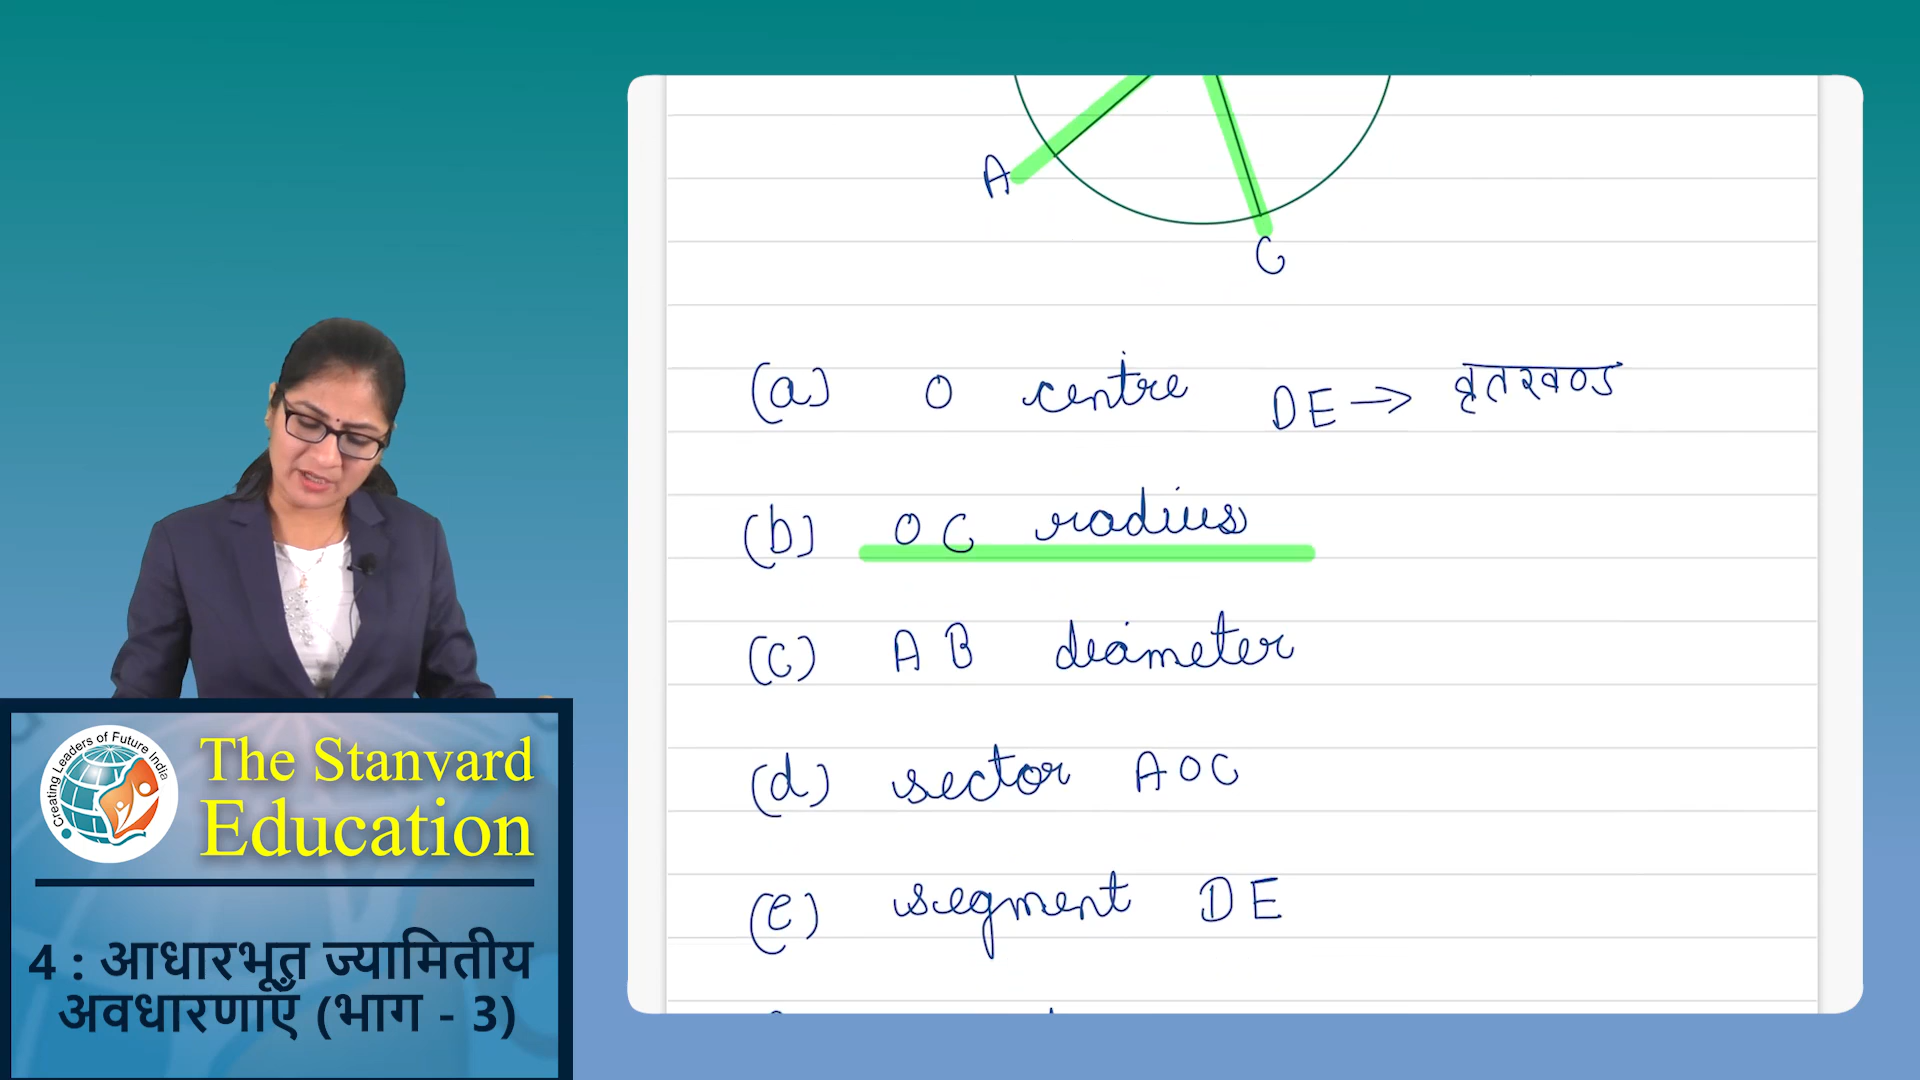 A
C
(a) O centre DE → वृतखण्ड
(b) OC radius
(c) AB diameter
(d) sector AOC
(e) segment DE
Creating Leaders of Future India
The Stanvard
Education
4 : आधारभूत ज्यामितीय
अवधारणाएँ (भाग - 3)